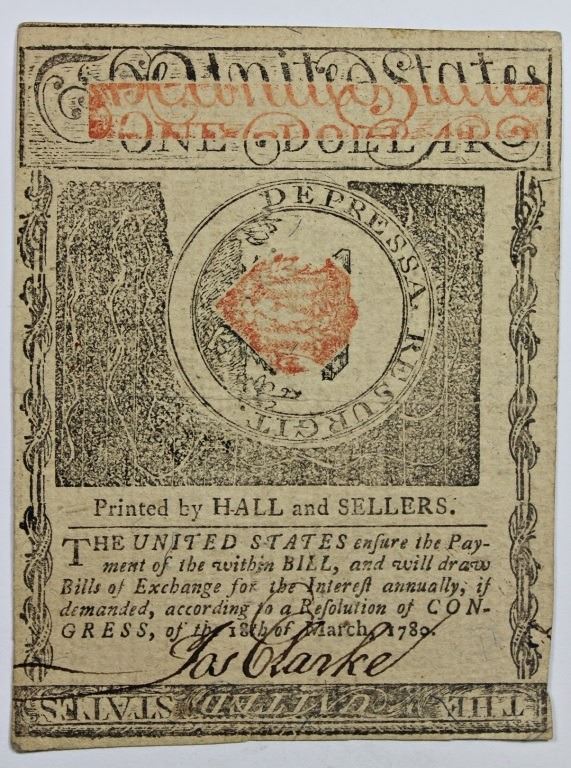 The United States
ONE DOLLAR
DEPRESSA RESURGIT.
Printed by HALL and SELLERS.
THE UNITED STATES enſure the Pay-
ment of the within BILL, and will draw
Bills of Exchange for the Intereſt annually, if
demanded, according to a Reſolution of CON-
GRESS, of the 18th of March, 1780.
Jos Clarke
THE UNITED STATES